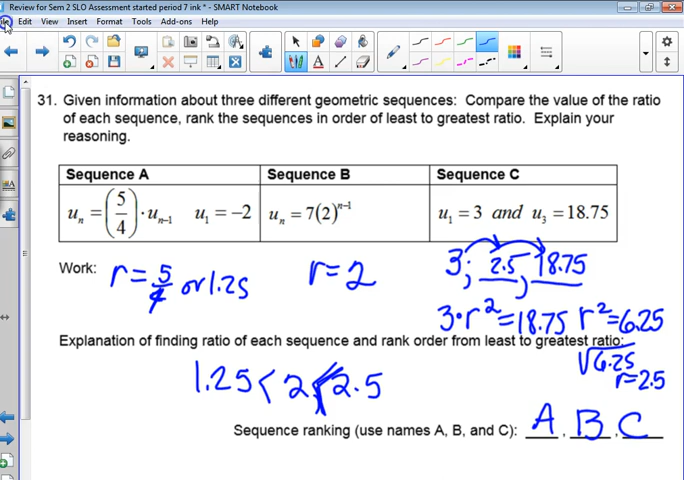 Review for Sem 2 SLO Assessment started period 7 ink * - SMART Notebook
Edit View Insert Format Tools Add-ons Help
31. Given information about three different geometric sequences: Compare the value of the ratio
of each sequence, rank the sequences in order of least to greatest ratio. Explain your
reasoning.
Sequence A Sequence B Sequence C
uₙ = (5/4) · uₙ₋₁ u₁ = −2 uₙ = 7(2)ⁿ⁻¹ u₁ = 3 and u₃ = 18.75
Work: r = 5/4 or 1.25 r = 2 3; 2.5, 18.75
3·r² = 18.75 r² = 6.25
Explanation of finding ratio of each sequence and rank order from least to greatest ratio:
√6.25
r = 2.5
1.25 < 2 < 2.5
Sequence ranking (use names A, B, and C): A, B, C